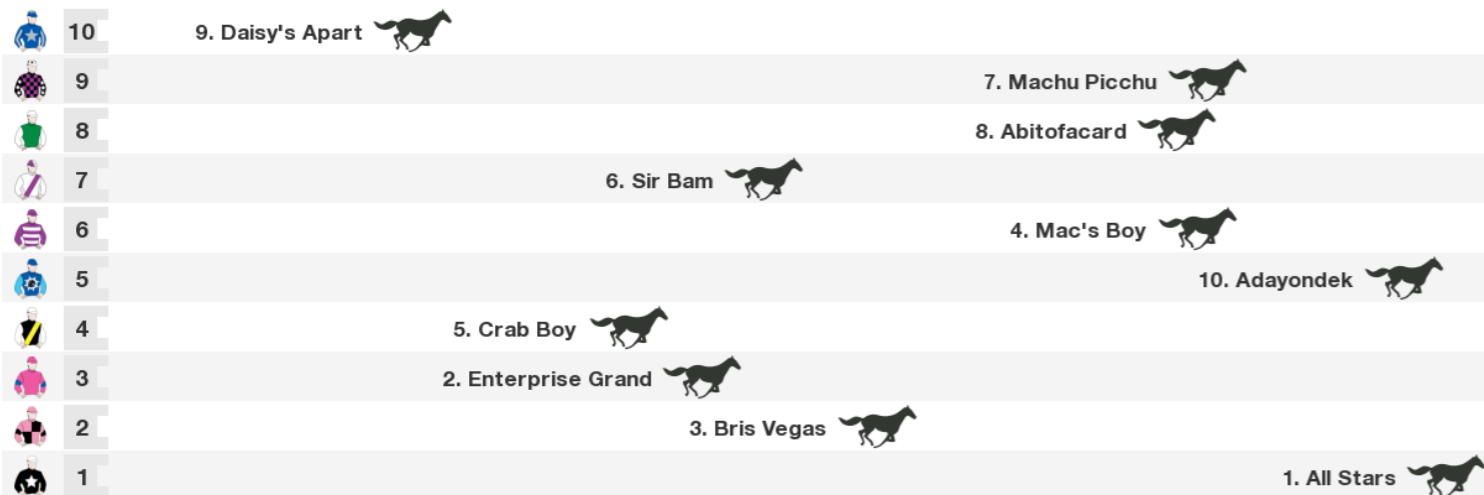 10 9. Daisy's Apart
9 7. Machu Picchu
8 8. Abitofacard
7 6. Sir Bam
6 4. Mac's Boy
5 10. Adayondek
4 5. Crab Boy
3 2. Enterprise Grand
2 3. Bris Vegas
1 1. All Stars